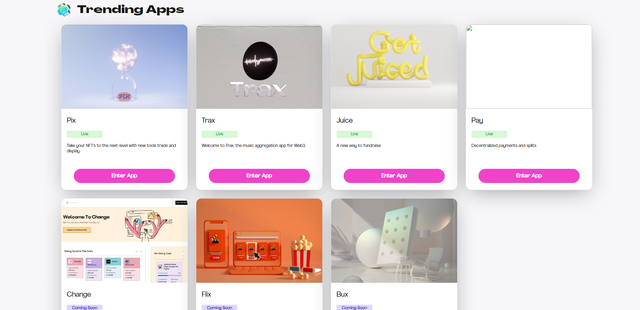 Trending Apps
Got
Juiced
Trax
Pix
Live
Take your NFTs to the next level with new tools trade and
display
Enter App
Trax
Live
Welcome to Trax, the music aggregation app for Web3.
Enter App
Juice
Live
A new way to fundraise
Enter App
Pay
Live
Decentralized payments and splits
Enter App
Welcome To Change
Change
Coming Soon
Flix
Coming Soon
Bux
Coming Soon